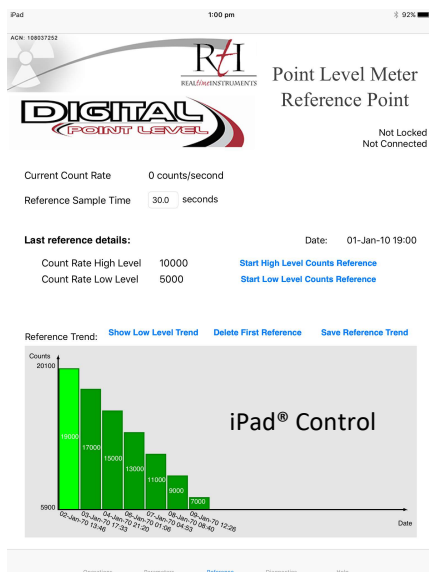 iPad 1:00 pm 92%
ACN: 108037252
RtI
REALtimeINSTRUMENTS
Point Level Meter
Reference Point
DIGITAL
POINT LEVEL
Not Locked
Not Connected
Current Count Rate 0 counts/second
Reference Sample Time 30.0 seconds
Last reference details: Date: 01-Jan-10 19:00
Count Rate High Level 10000 Start High Level Counts Reference
Count Rate Low Level 5000 Start Low Level Counts Reference
Reference Trend: Show Low Level Trend Delete First Reference Save Reference Trend
Counts
20100
iPad® Control
19000
17000
15000
13000
11000
9000
7000
5900
02-Jan-70 13:46
03-Jan-70 17:33
04-Jan-70 21:20
06-Jan-70 01:06
07-Jan-70 04:53
08-Jan-70 08:40
09-Jan-70 12:26
Date
Operations Parameters Reference Diagnostics Help